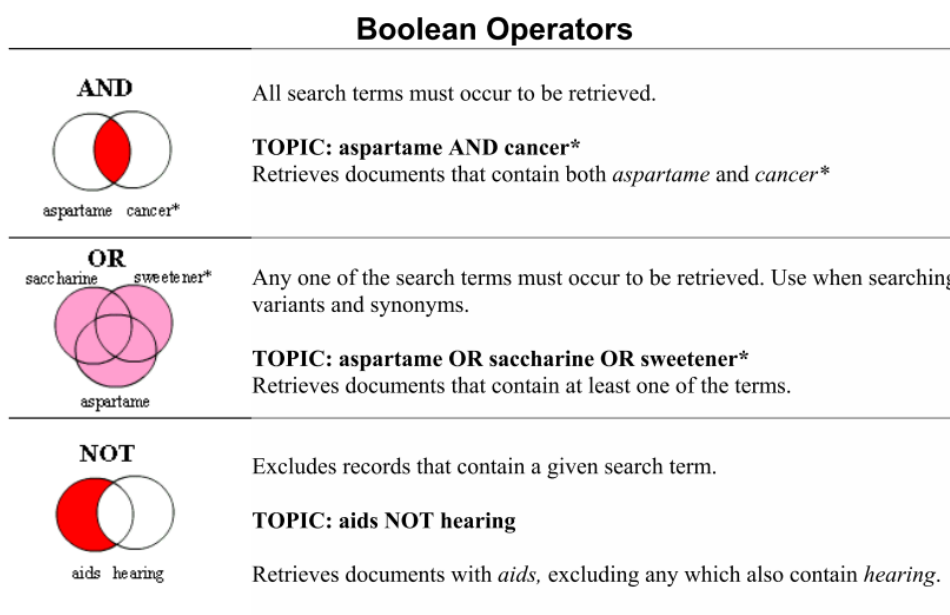 Boolean Operators
AND
aspartame cancer*
All search terms must occur to be retrieved.
TOPIC: aspartame AND cancer*
Retrieves documents that contain both aspartame and cancer*
OR
saccharine sweetener*
aspartame
Any one of the search terms must occur to be retrieved. Use when searching
variants and synonyms.
TOPIC: aspartame OR saccharine OR sweetener*
Retrieves documents that contain at least one of the terms.
NOT
aids hearing
Excludes records that contain a given search term.
TOPIC: aids NOT hearing
Retrieves documents with aids, excluding any which also contain hearing.